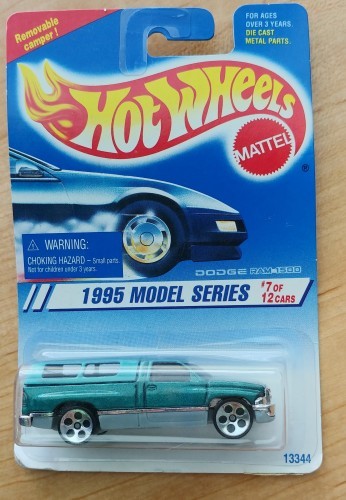 Removable
camper!
FOR AGES
OVER 3 YEARS.
DIE CAST
METAL PARTS.
HOT WHEELS
MATTEL
®
WARNING:
CHOKING HAZARD – Small parts.
Not for children under 3 years.
DODGE RAM-1500
1995 MODEL SERIES
#7 OF
12 CARS
13344